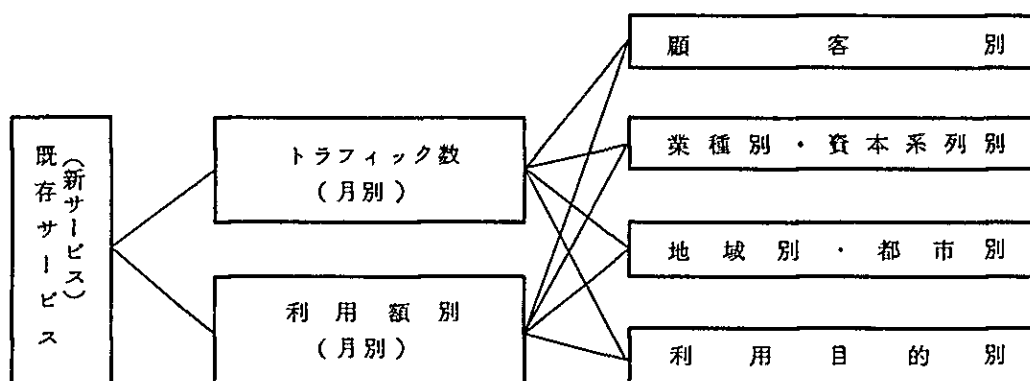 既存サービス
(新サービス)
トラフィック数
(月別)
利用額別
(月別)
顧客別
業種別・資本系列別
地域別・都市別
利用目的別